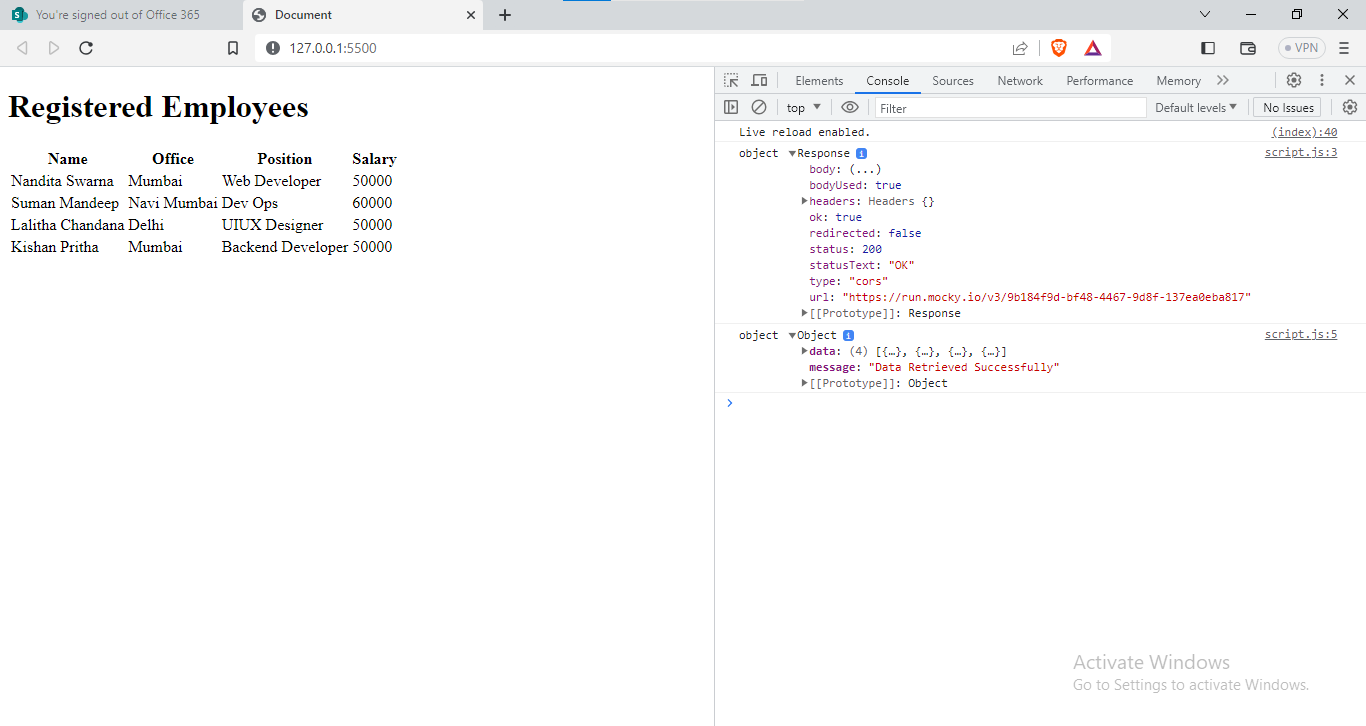 You're signed out of Office 365
Document
127.0.0.1:5500
VPN
Registered Employees
Name Office Position Salary
Nandita Swarna Mumbai Web Developer 50000
Suman Mandeep Navi Mumbai Dev Ops 60000
Lalitha Chandana Delhi UIUX Designer 50000
Kishan Pritha Mumbai Backend Developer 50000
Elements Console Sources Network Performance Memory
top Filter Default levels No Issues
Live reload enabled. (index):40
object Response script.js:3
body: (...)
bodyUsed: true
headers: Headers {}
ok: true
redirected: false
status: 200
statusText: "OK"
type: "cors"
url: "https://run.mocky.io/v3/9b184f9d-bf48-4467-9d8f-137ea0eba817"
[[Prototype]]: Response
object Object script.js:5
data: (4) [{…}, {…}, {…}, {…}]
message: "Data Retrieved Successfully"
[[Prototype]]: Object
Activate Windows
Go to Settings to activate Windows.